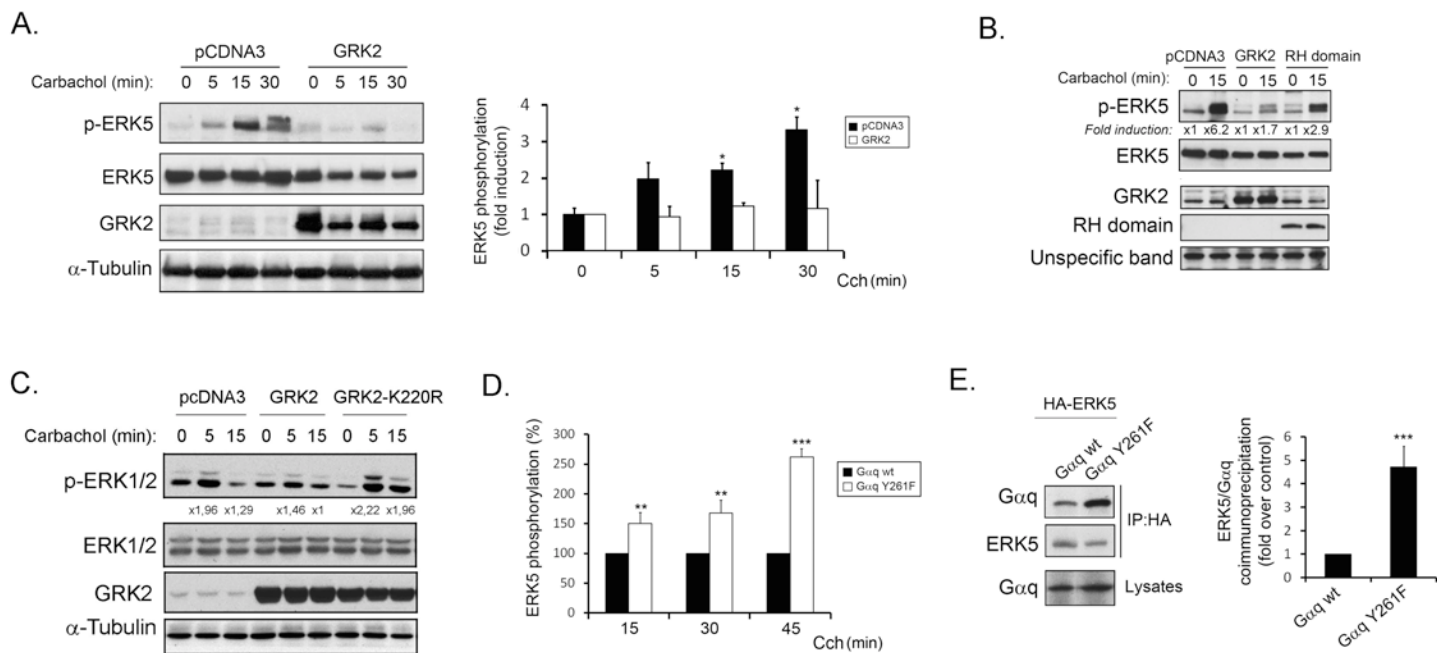 A.
pCDNA3 GRK2
Carbachol (min): 0 5 15 30 0 5 15 30
p-ERK5
ERK5
GRK2
α-Tubulin
ERK5 phosphorylation
(fold induction)
4
3
2
1
0
* *
pCDNA3
GRK2
0 5 15 30
Cch (min)
B.
pCDNA3 GRK2 RH domain
Carbachol (min): 0 15 0 15 0 15
p-ERK5
Fold induction: x1 x6.2 x1 x1.7 x1 x2.9
ERK5
GRK2
RH domain
Unspecific band
C.
pcDNA3 GRK2 GRK2-K220R
Carbachol (min): 0 5 15 0 5 15 0 5 15
p-ERK1/2
x1,96 x1,29 x1,46 x1 x2,22 x1,96
ERK1/2
GRK2
α-Tubulin
D.
ERK5 phosphorylation (%)
300
250
200
150
100
50
0
** ** ***
Gαq wt
Gαq Y261F
15 30 45
Cch (min)
E.
HA-ERK5
Gαq wt Gαq Y261F
Gαq
ERK5
IP:HA
Gαq Lysates
ERK5/Gαq
coimmunoprecipitation
(fold over control)
6
5
4
3
2
1
0
***
Gαq wt Gαq Y261F